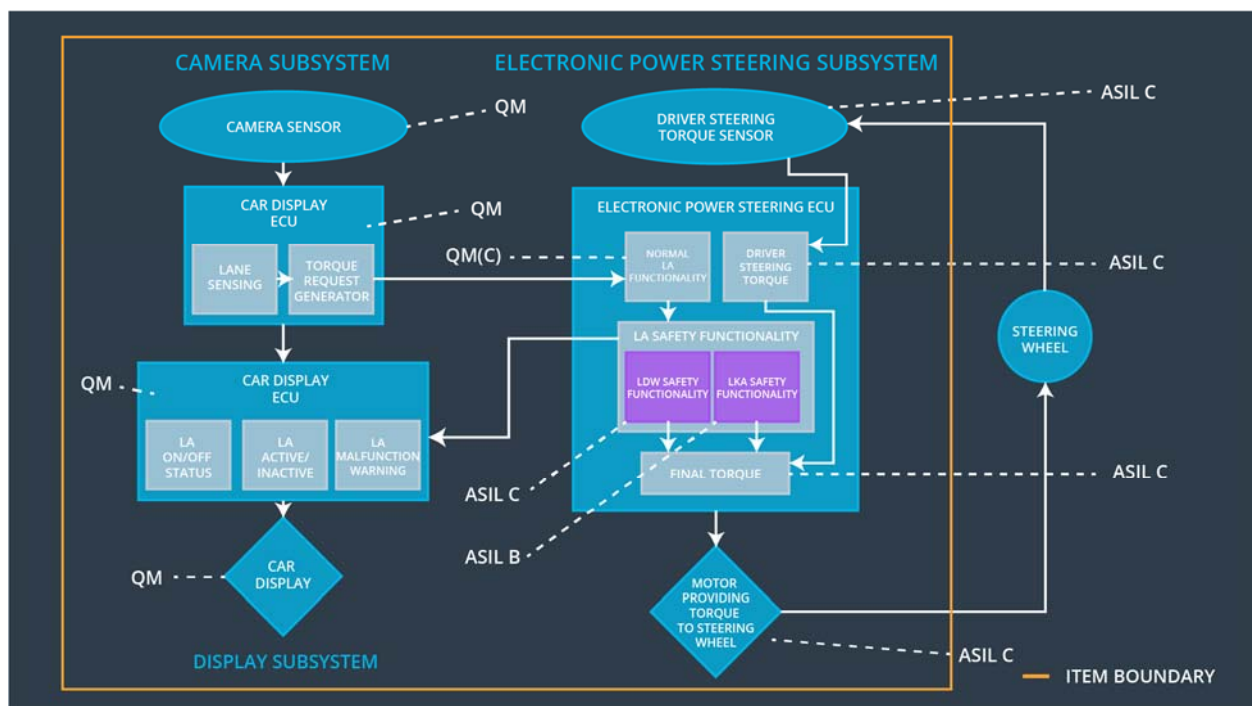 CAMERA SUBSYSTEM
ELECTRONIC POWER STEERING SUBSYSTEM
ASIL C
QM
CAMERA SENSOR
DRIVER STEERING
TORQUE SENSOR
CAR DISPLAY
ECU
QM
ELECTRONIC POWER STEERING ECU
QM(C)
LANE
SENSING
TORQUE
REQUEST
GENERATOR
NORMAL
LA
FUNCTIONALITY
DRIVER
STEERING
TORQUE
ASIL C
STEERING
WHEEL
LA SAFETY FUNCTIONALITY
LDW SAFETY
FUNCTIONALITY
LKA SAFETY
FUNCTIONALITY
QM
CAR DISPLAY
ECU
LA
ON/OFF
STATUS
LA
ACTIVE/
INACTIVE
LA
MALFUNCTION
WARNING
FINAL TORQUE
ASIL C
ASIL C
ASIL B
QM
CAR
DISPLAY
MOTOR
PROVIDING
TORQUE
TO STEERING
WHEEL
ASIL C
DISPLAY SUBSYSTEM
ITEM BOUNDARY